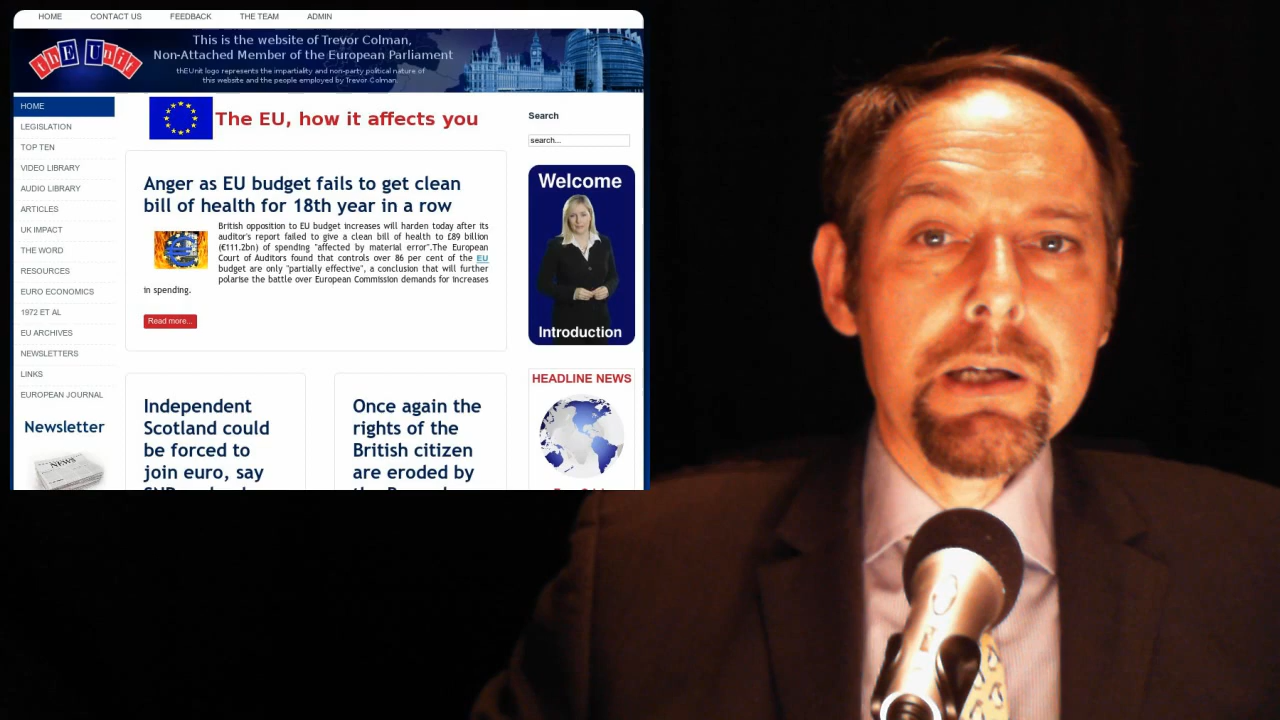 HOME CONTACT US FEEDBACK THE TEAM ADMIN
thE Unit
This is the website of Trevor Colman,
Non-Attached Member of the European Parliament
thEUnit logo represents the impartiality and non-party political nature of
this website and the people employed by Trevor Colman.
HOME
LEGISLATION
TOP TEN
VIDEO LIBRARY
AUDIO LIBRARY
ARTICLES
UK IMPACT
THE WORD
RESOURCES
EURO ECONOMICS
1972 ET AL
EU ARCHIVES
NEWSLETTERS
LINKS
EUROPEAN JOURNAL
Newsletter
NEWS
The EU, how it affects you
Anger as EU budget fails to get clean
bill of health for 18th year in a row
British opposition to EU budget increases will harden today after its
auditor's report failed to give a clean bill of health to £89 billion
(€111.2bn) of spending "affected by material error".The European
Court of Auditors found that controls over 86 per cent of the EU
budget are only "partially effective", a conclusion that will further
polarise the battle over European Commission demands for increases
in spending.
Read more...
Independent
Scotland could
be forced to
join euro, say
Once again the
rights of the
British citizen
are eroded by
Search
search...
Welcome
Introduction
HEADLINE NEWS